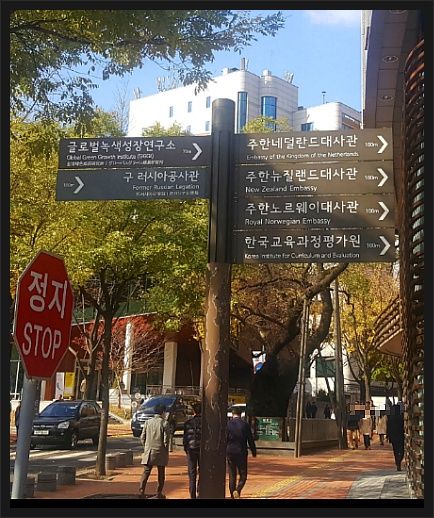 글로벌녹색성장연구소
Global Green Growth Institute (GGGI)
구 러시아공사관
Former Russian Legation
주한네덜란드대사관
Embassy of the Kingdom of the Netherlands
100m
주한뉴질랜드대사관
New Zealand Embassy
100m
주한노르웨이대사관
Royal Norwegian Embassy
100m
한국교육과정평가원
Korea Institute for Curriculum and Evaluation
100m
정지
STOP